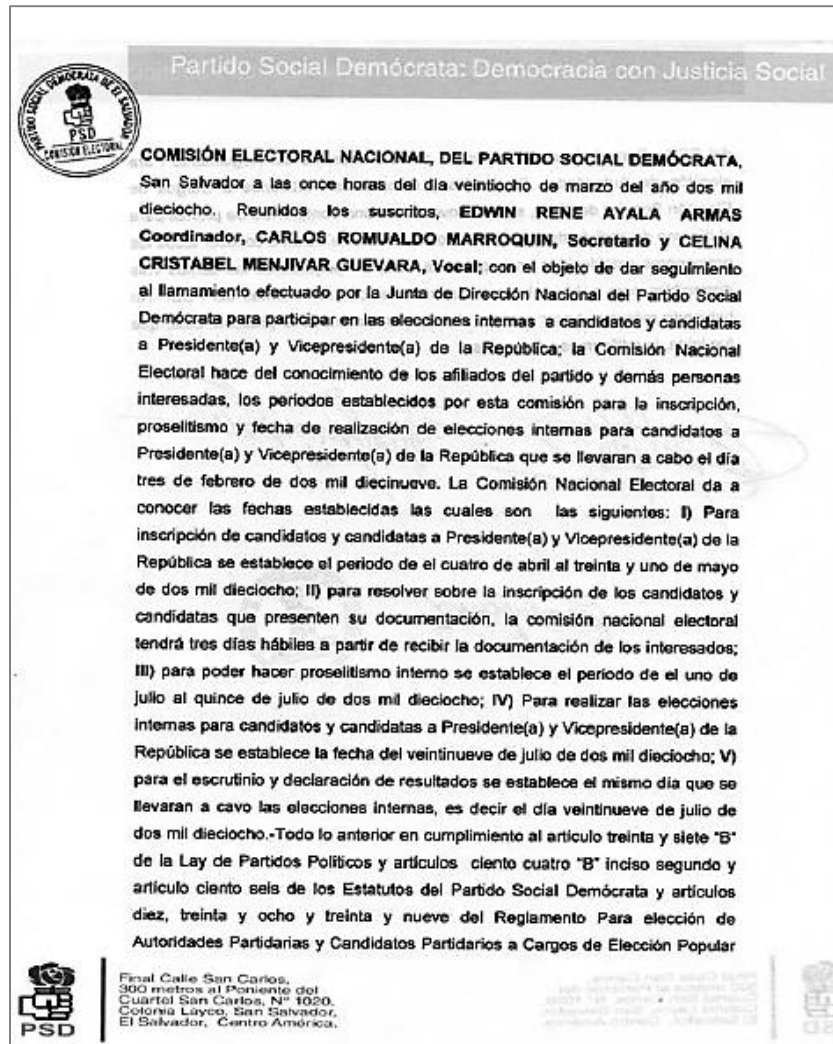 Partido Social Demócrata: Democracia con Justicia Social
PARTIDO SOCIAL DEMOCRATA DE EL SALVADOR
PSD
COMISION ELECTORAL
COMISIÓN ELECTORAL NACIONAL, DEL PARTIDO SOCIAL DEMÓCRATA,
San Salvador a las once horas del día veintiocho de marzo del año dos mil
dieciocho, Reunidos los suscritos, EDWIN RENE AYALA ARMAS
Coordinador, CARLOS ROMUALDO MARROQUIN, Secretario y CELINA
CRISTABEL MENJIVAR GUEVARA, Vocal; con el objeto de dar seguimiento
al llamamiento efectuado por la Junta de Dirección Nacional del Partido Social
Demócrata para participar en las elecciones internas a candidatos y candidatas
a Presidente(a) y Vicepresidente(a) de la República; la Comisión Nacional
Electoral hace del conocimiento de los afiliados del partido y demás personas
interesadas, los periodos establecidos por esta comisión para la inscripción,
proselitismo y fecha de realización de elecciones internas para candidatos a
Presidente(a) y Vicepresidente(a) de la República que se llevaran a cabo el día
tres de febrero de dos mil diecinueve. La Comisión Nacional Electoral da a
conocer las fechas establecidas las cuales son las siguientes: I) Para
inscripción de candidatos y candidatas a Presidente(a) y Vicepresidente(a) de la
República se establece el periodo de el cuatro de abril al treinta y uno de mayo
de dos mil dieciocho; II) para resolver sobre la inscripción de los candidatos y
candidatas que presenten su documentación, la comisión nacional electoral
tendrá tres días hábiles a partir de recibir la documentación de los interesados;
III) para poder hacer proselitismo interno se establece el periodo de el uno de
julio al quince de julio de dos mil dieciocho; IV) Para realizar las elecciones
internas para candidatos y candidatas a Presidente(a) y Vicepresidente(a) de la
República se establece la fecha del veintinueve de julio de dos mil dieciocho; V)
para el escrutinio y declaración de resultados se establece el mismo día que se
llevaran a cavo las elecciones internas, es decir el día veintinueve de julio de
dos mil dieciocho.-Todo lo anterior en cumplimiento al artículo treinta y siete "B"
de la Lay de Partidos Políticos y artículos ciento cuatro "B" inciso segundo y
artículo ciento seis de los Estatutos del Partido Social Demócrata y artículos
diez, treinta y ocho y treinta y nueve del Reglamento Para elección de
Autoridades Partidarias y Candidatos Partidarios a Cargos de Elección Popular
PSD
Final Calle San Carlos,
300 metros al Poniente del
Cuartel San Carlos, N° 1020.
Colonia Layco, San Salvador,
El Salvador, Centro América.